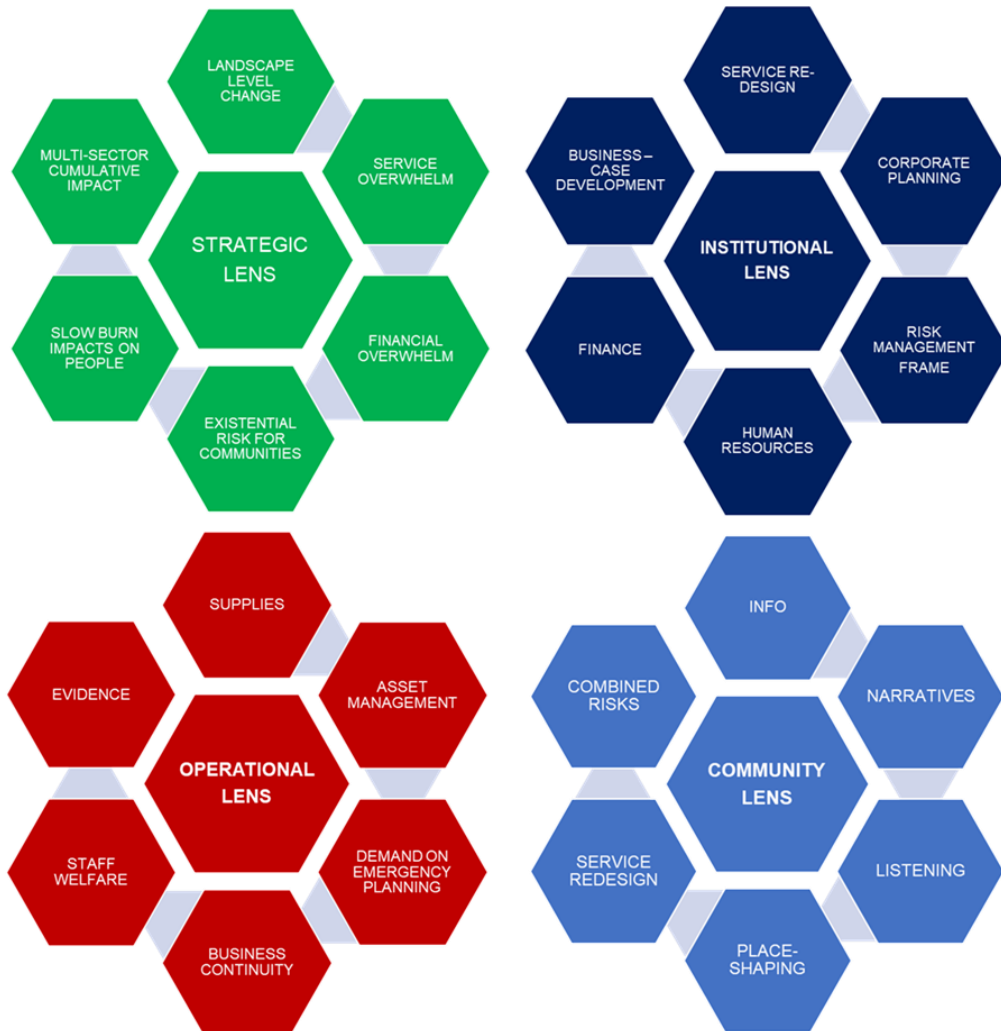 LANDSCAPE
LEVEL
CHANGE
SERVICE
OVERWHELM
FINANCIAL
OVERWHELM
EXISTENTIAL
RISK FOR
COMMUNITIES
SLOW BURN
IMPACTS ON
PEOPLE
MULTI-SECTOR
CUMULATIVE
IMPACT
STRATEGIC
LENS
SERVICE RE-
DESIGN
CORPORATE
PLANNING
RISK
MANAGEMENT
FRAME
HUMAN
RESOURCES
FINANCE
BUSINESS –
CASE
DEVELOPMENT
INSTITUTIONAL
LENS
SUPPLIES
ASSET
MANAGEMENT
DEMAND ON
EMERGENCY
PLANNING
BUSINESS
CONTINUITY
STAFF
WELFARE
EVIDENCE
OPERATIONAL
LENS
INFO
NARRATIVES
LISTENING
PLACE-
SHAPING
SERVICE
REDESIGN
COMBINED
RISKS
COMMUNITY
LENS